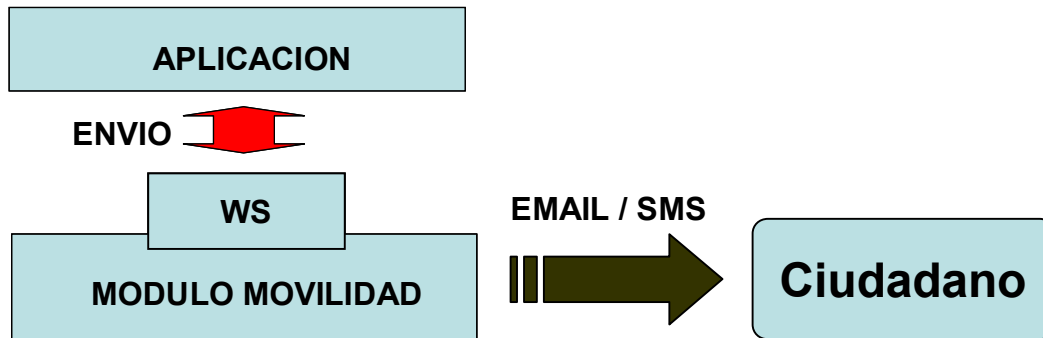 APLICACION
ENVIO
WS
EMAIL / SMS
MODULO MOVILIDAD
Ciudadano